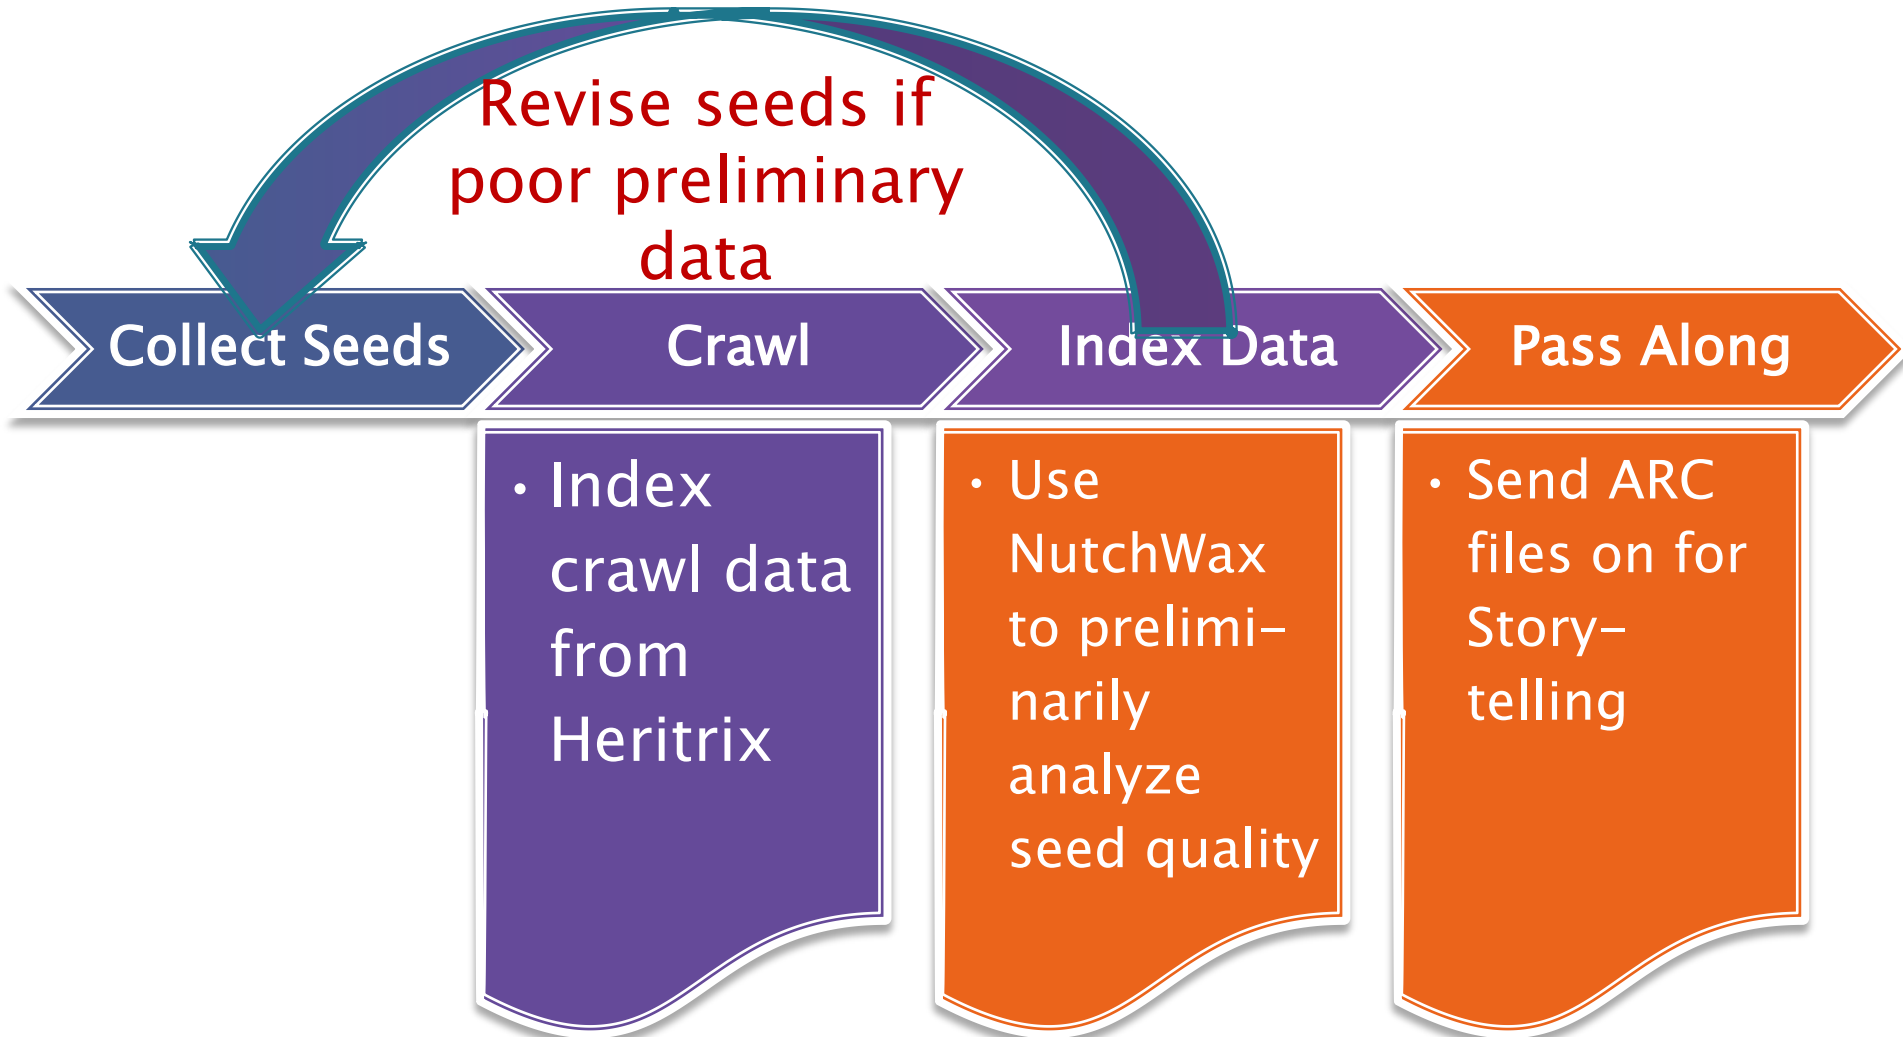 Revise seeds if
poor preliminary
data
Collect Seeds
Crawl
Index Data
Pass Along
• Index
crawl data
from
Heritrix
• Use
NutchWax
to prelimi-
narily
analyze
seed quality
• Send ARC
files on for
Story-
telling